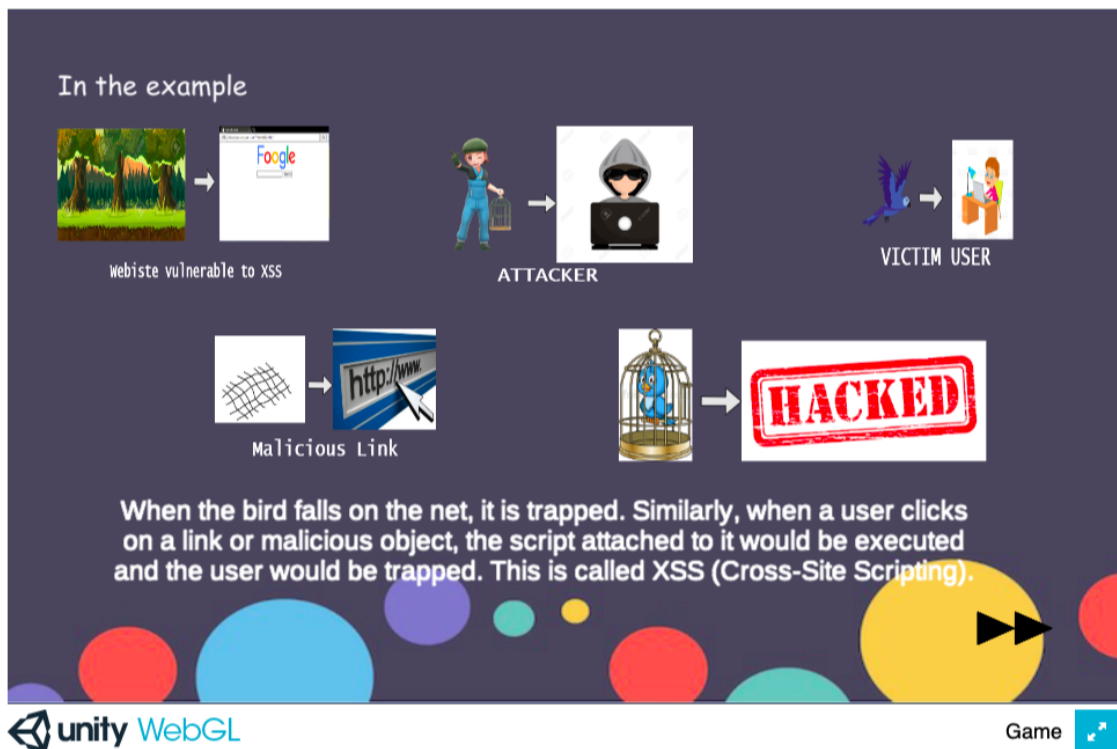 In the example
Foogle
Webiste vulnerable to XSS
ATTACKER
VICTIM USER
http://www.
Malicious Link
HACKED
When the bird falls on the net, it is trapped. Similarly, when a user clicks
on a link or malicious object, the script attached to it would be executed
and the user would be trapped. This is called XSS (Cross-Site Scripting).
unity WebGL
Game